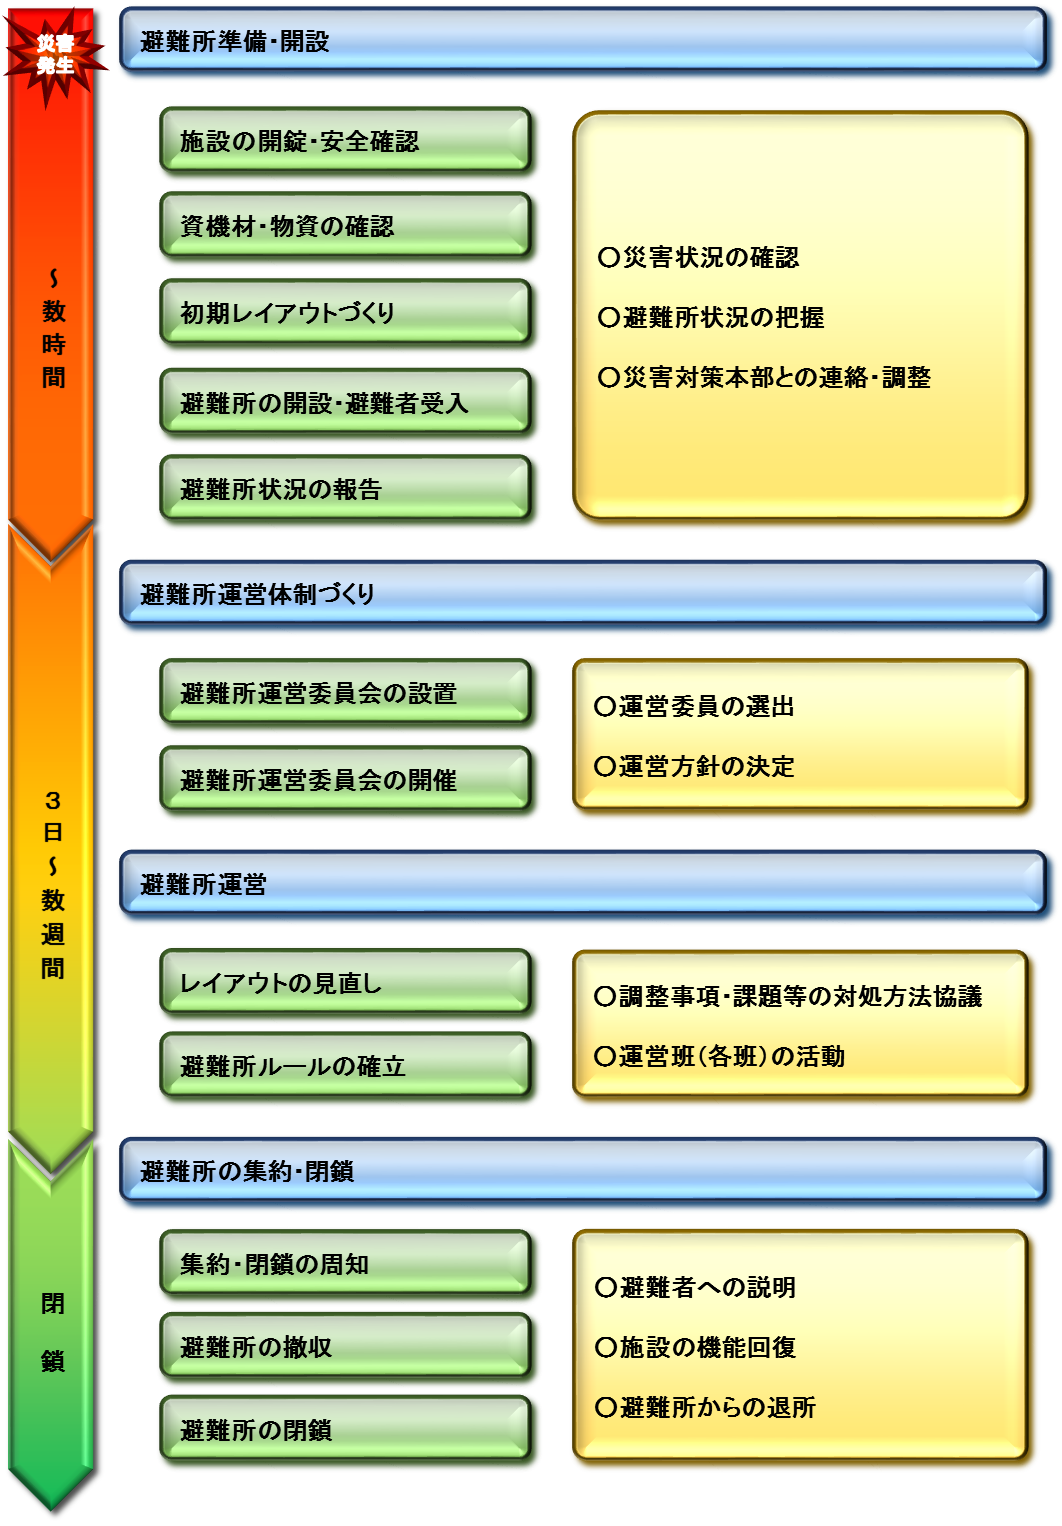 災害
発生
～数時間
避難所準備・開設
施設の開錠・安全確認
資機材・物資の確認
初期レイアウトづくり
避難所の開設・避難者受入
避難所状況の報告
〇災害状況の確認
〇避難所状況の把握
〇災害対策本部との連絡・調整
３日～数週間
避難所運営体制づくり
避難所運営委員会の設置
避難所運営委員会の開催
〇運営委員の選出
〇運営方針の決定
避難所運営
レイアウトの見直し
避難所ルールの確立
〇調整事項・課題等の対処方法協議
〇運営班（各班）の活動
閉鎖
避難所の集約・閉鎖
集約・閉鎖の周知
避難所の撤収
避難所の閉鎖
〇避難者への説明
〇施設の機能回復
〇避難所からの退所